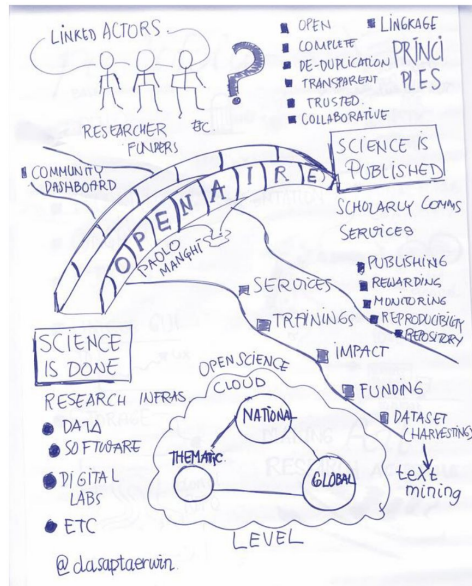 LINKED ACTORS
RESEARCHER
FUNDERS
ETC.
?
OPEN
COMPLETE
DE-DUPLICATION
TRANSPARENT
TRUSTED.
COLLABORATIVE
LINGKAGE
PRINCI
PLES
COMMUNITY
DASHBOARD
OPENAIRE
PAOLO
MANGHI
SCIENCE IS
PUBLISHED
SCHOLARLY COMMS
SERVICES
PUBLISHING
REWARDING
MONITORING
REPRODUCIBILITY
REPOSITORY
SERVICES
TRAININGS
IMPACT
FUNDING
DATASET
(HARVESTING)
text
mining
SCIENCE
IS DONE
RESEARCH INFRAS
DATA
SOFTWARE
DIGITAL
LABS
ETC
OPEN SCIENCE
CLOUD
NATIONAL
THEMATIC
GLOBAL
LEVEL
@dasaptaerwin